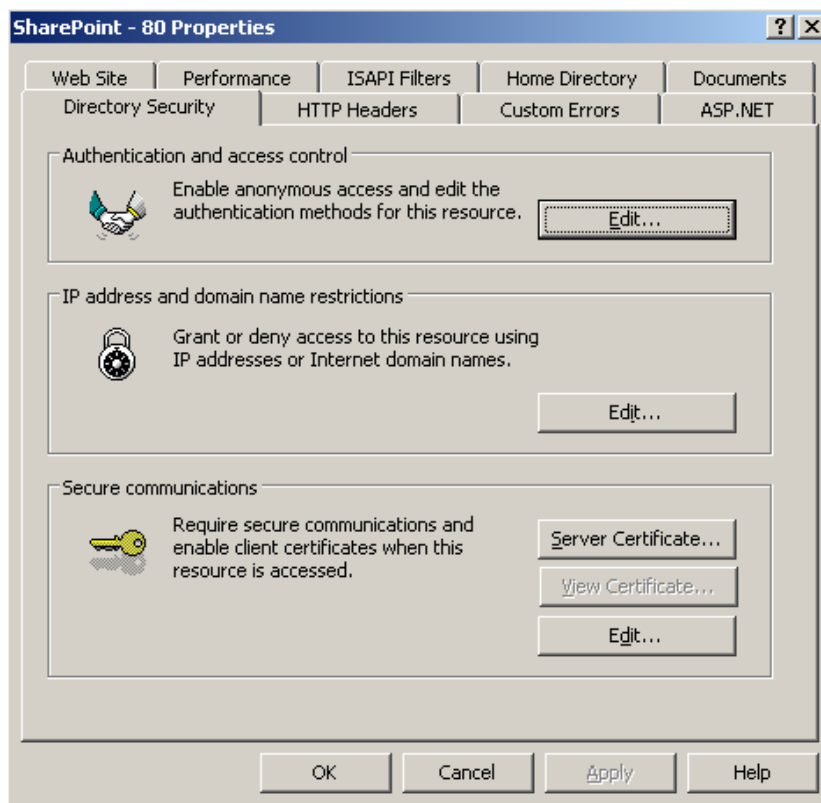 SharePoint - 80 Properties
Web Site Performance ISAPI Filters Home Directory Documents
Directory Security HTTP Headers Custom Errors ASP.NET
Authentication and access control
Enable anonymous access and edit the
authentication methods for this resource.
Edit...
IP address and domain name restrictions
Grant or deny access to this resource using
IP addresses or Internet domain names.
Edit...
Secure communications
Require secure communications and
enable client certificates when this
resource is accessed.
Server Certificate...
View Certificate...
Edit...
OK Cancel Apply Help